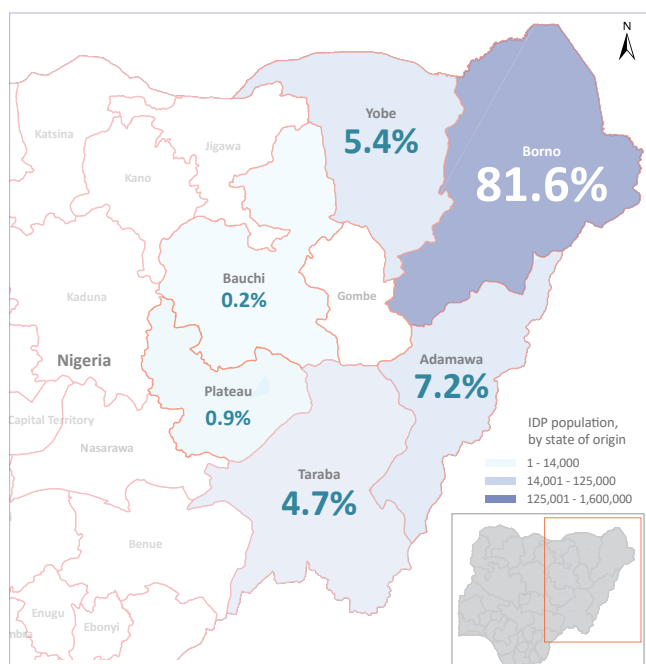 N
Yobe
5.4%
Katsina
Jigawa
Borno
81.6%
Kano
Bauchi
0.2%
Gombe
Kaduna
Nigeria
Adamawa
7.2%
Plateau
0.9%
Capital Territory
Nasarawa
IDP population,
by state of origin
1 - 14,000
14,001 - 125,000
125,001 - 1,600,000
Taraba
4.7%
Benue
Enugu
Ebonyi
mbra